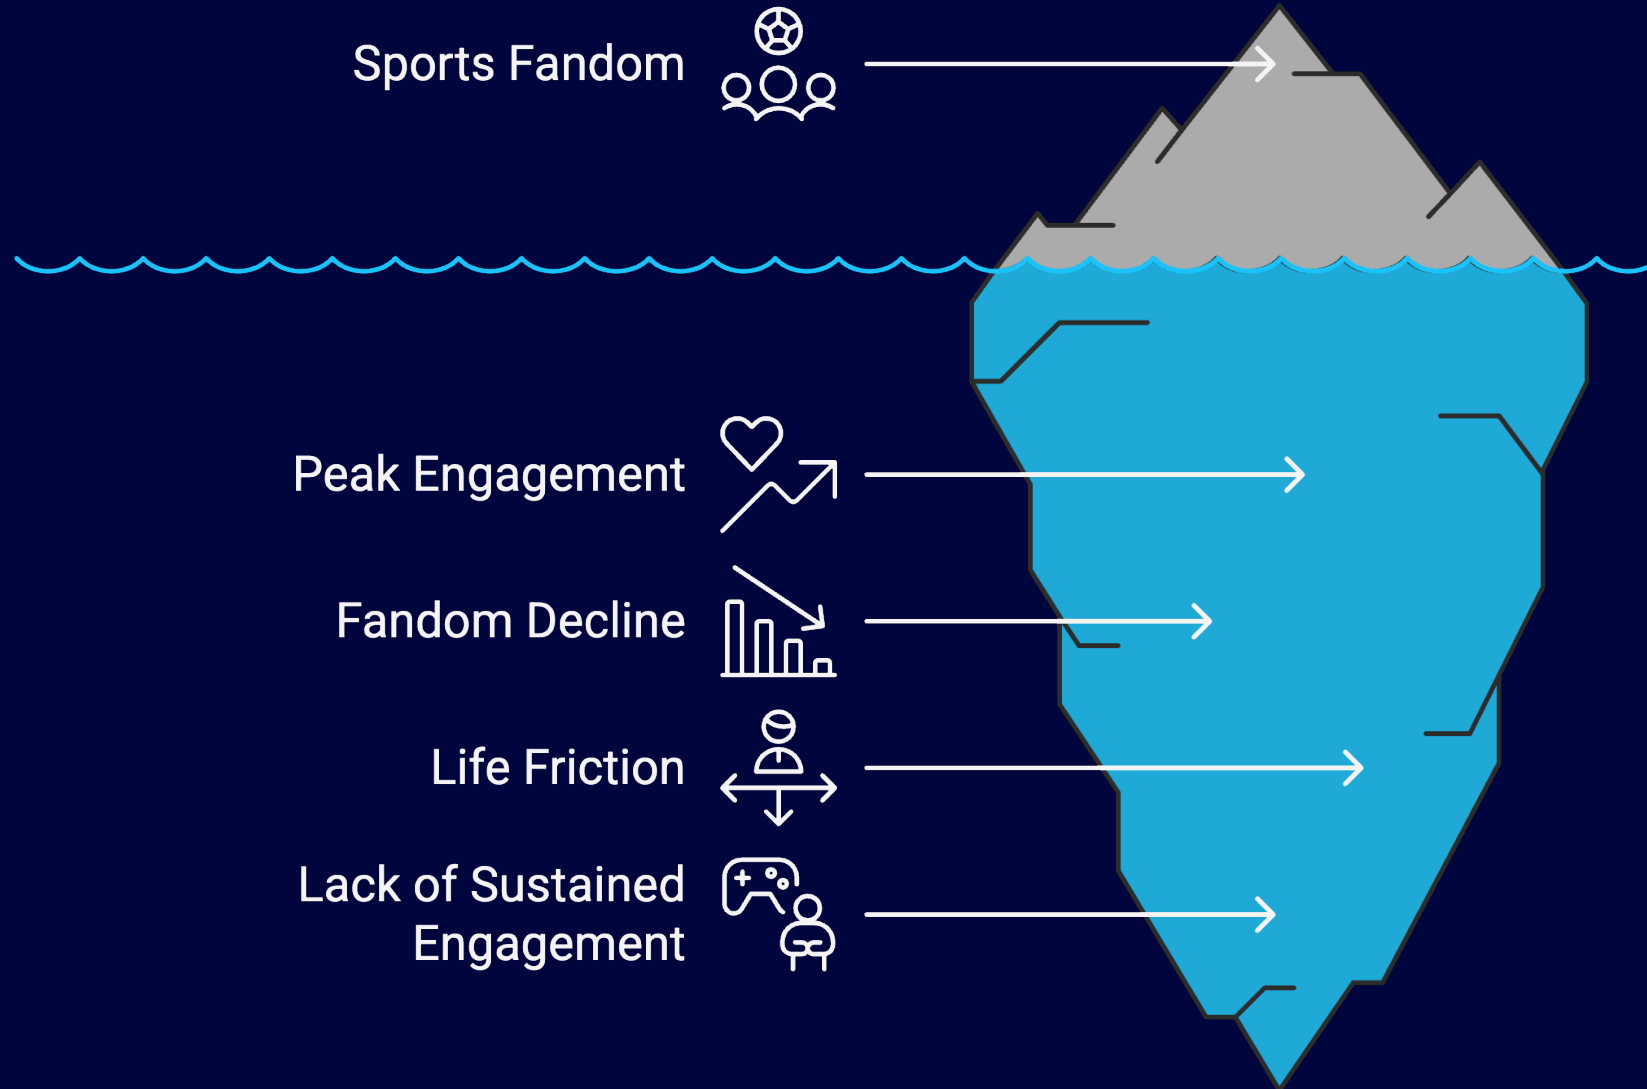 Sports Fandom
Peak Engagement
Fandom Decline
Life Friction
Lack of Sustained
Engagement